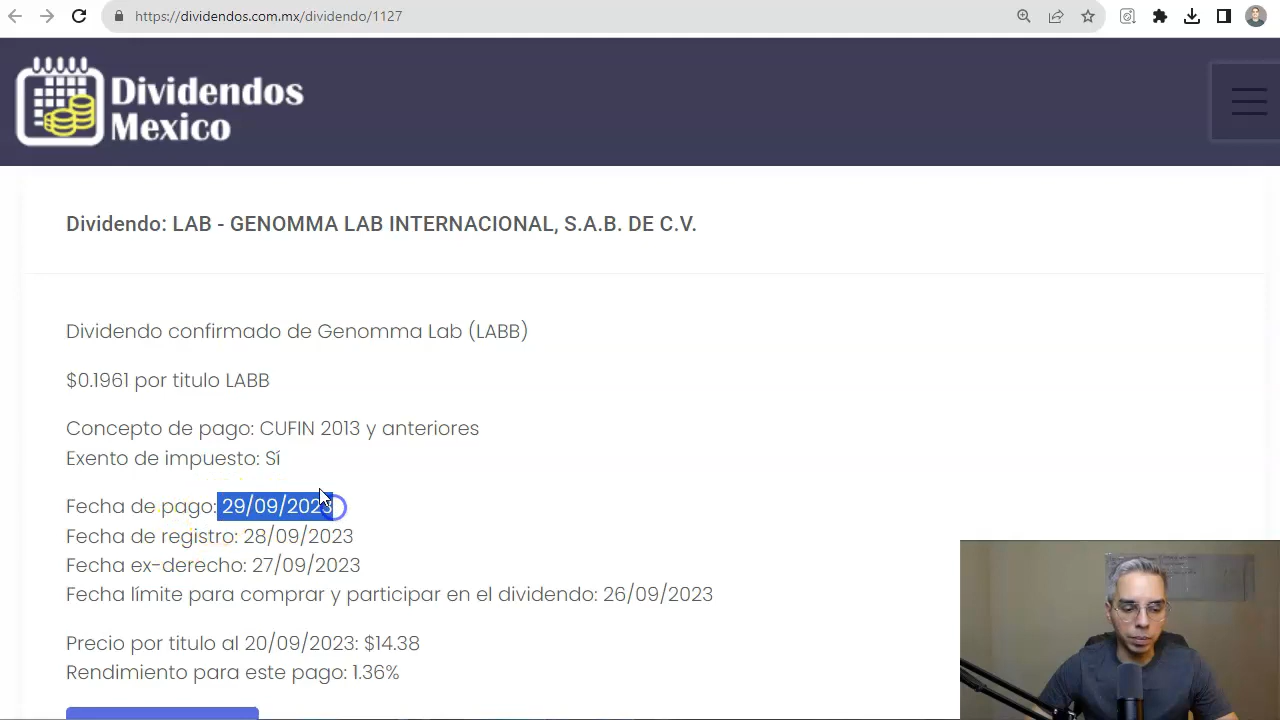 https://dividendos.com.mx/dividendo/1127
Dividendos
Mexico
Dividendo: LAB - GENOMMA LAB INTERNACIONAL, S.A.B. DE C.V.
Dividendo confirmado de Genomma Lab (LABB)
$0.1961 por titulo LABB
Concepto de pago: CUFIN 2013 y anteriores
Exento de impuesto: Sí
Fecha de pago: 29/09/2023
Fecha de registro: 28/09/2023
Fecha ex-derecho: 27/09/2023
Fecha límite para comprar y participar en el dividendo: 26/09/2023
Precio por titulo al 20/09/2023: $14.38
Rendimiento para este pago: 1.36%